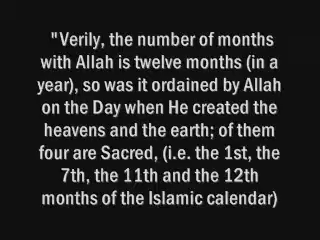 "Verily, the number of months
with Allah is twelve months (in a
year), so was it ordained by Allah
on the Day when He created the
heavens and the earth; of them
four are Sacred, (i.e. the 1st, the
7th, the 11th and the 12th
months of the Islamic calendar)